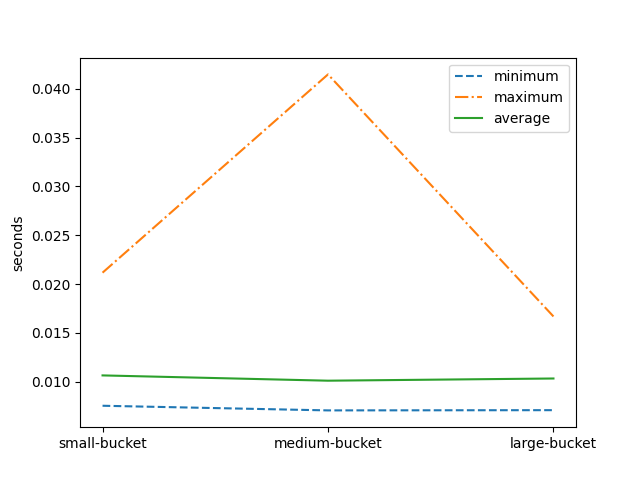 minimum
maximum
average
0.040
0.035
0.030
0.025
0.020
0.015
0.010
seconds
small-bucket
medium-bucket
large-bucket